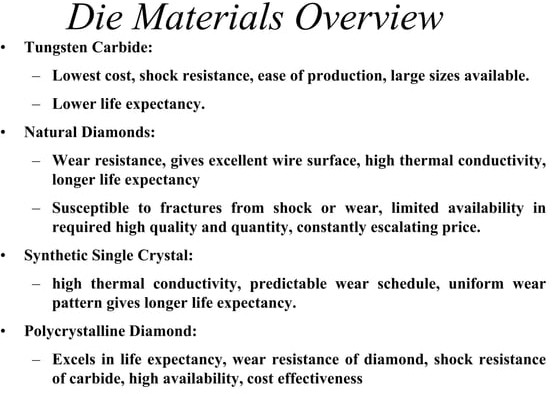 Die Materials Overview
• Tungsten Carbide:
– Lowest cost, shock resistance, ease of production, large sizes available.
– Lower life expectancy.
• Natural Diamonds:
– Wear resistance, gives excellent wire surface, high thermal conductivity,
longer life expectancy
– Susceptible to fractures from shock or wear, limited availability in
required high quality and quantity, constantly escalating price.
• Synthetic Single Crystal:
– high thermal conductivity, predictable wear schedule, uniform wear
pattern gives longer life expectancy.
• Polycrystalline Diamond:
– Excels in life expectancy, wear resistance of diamond, shock resistance
of carbide, high availability, cost effectiveness